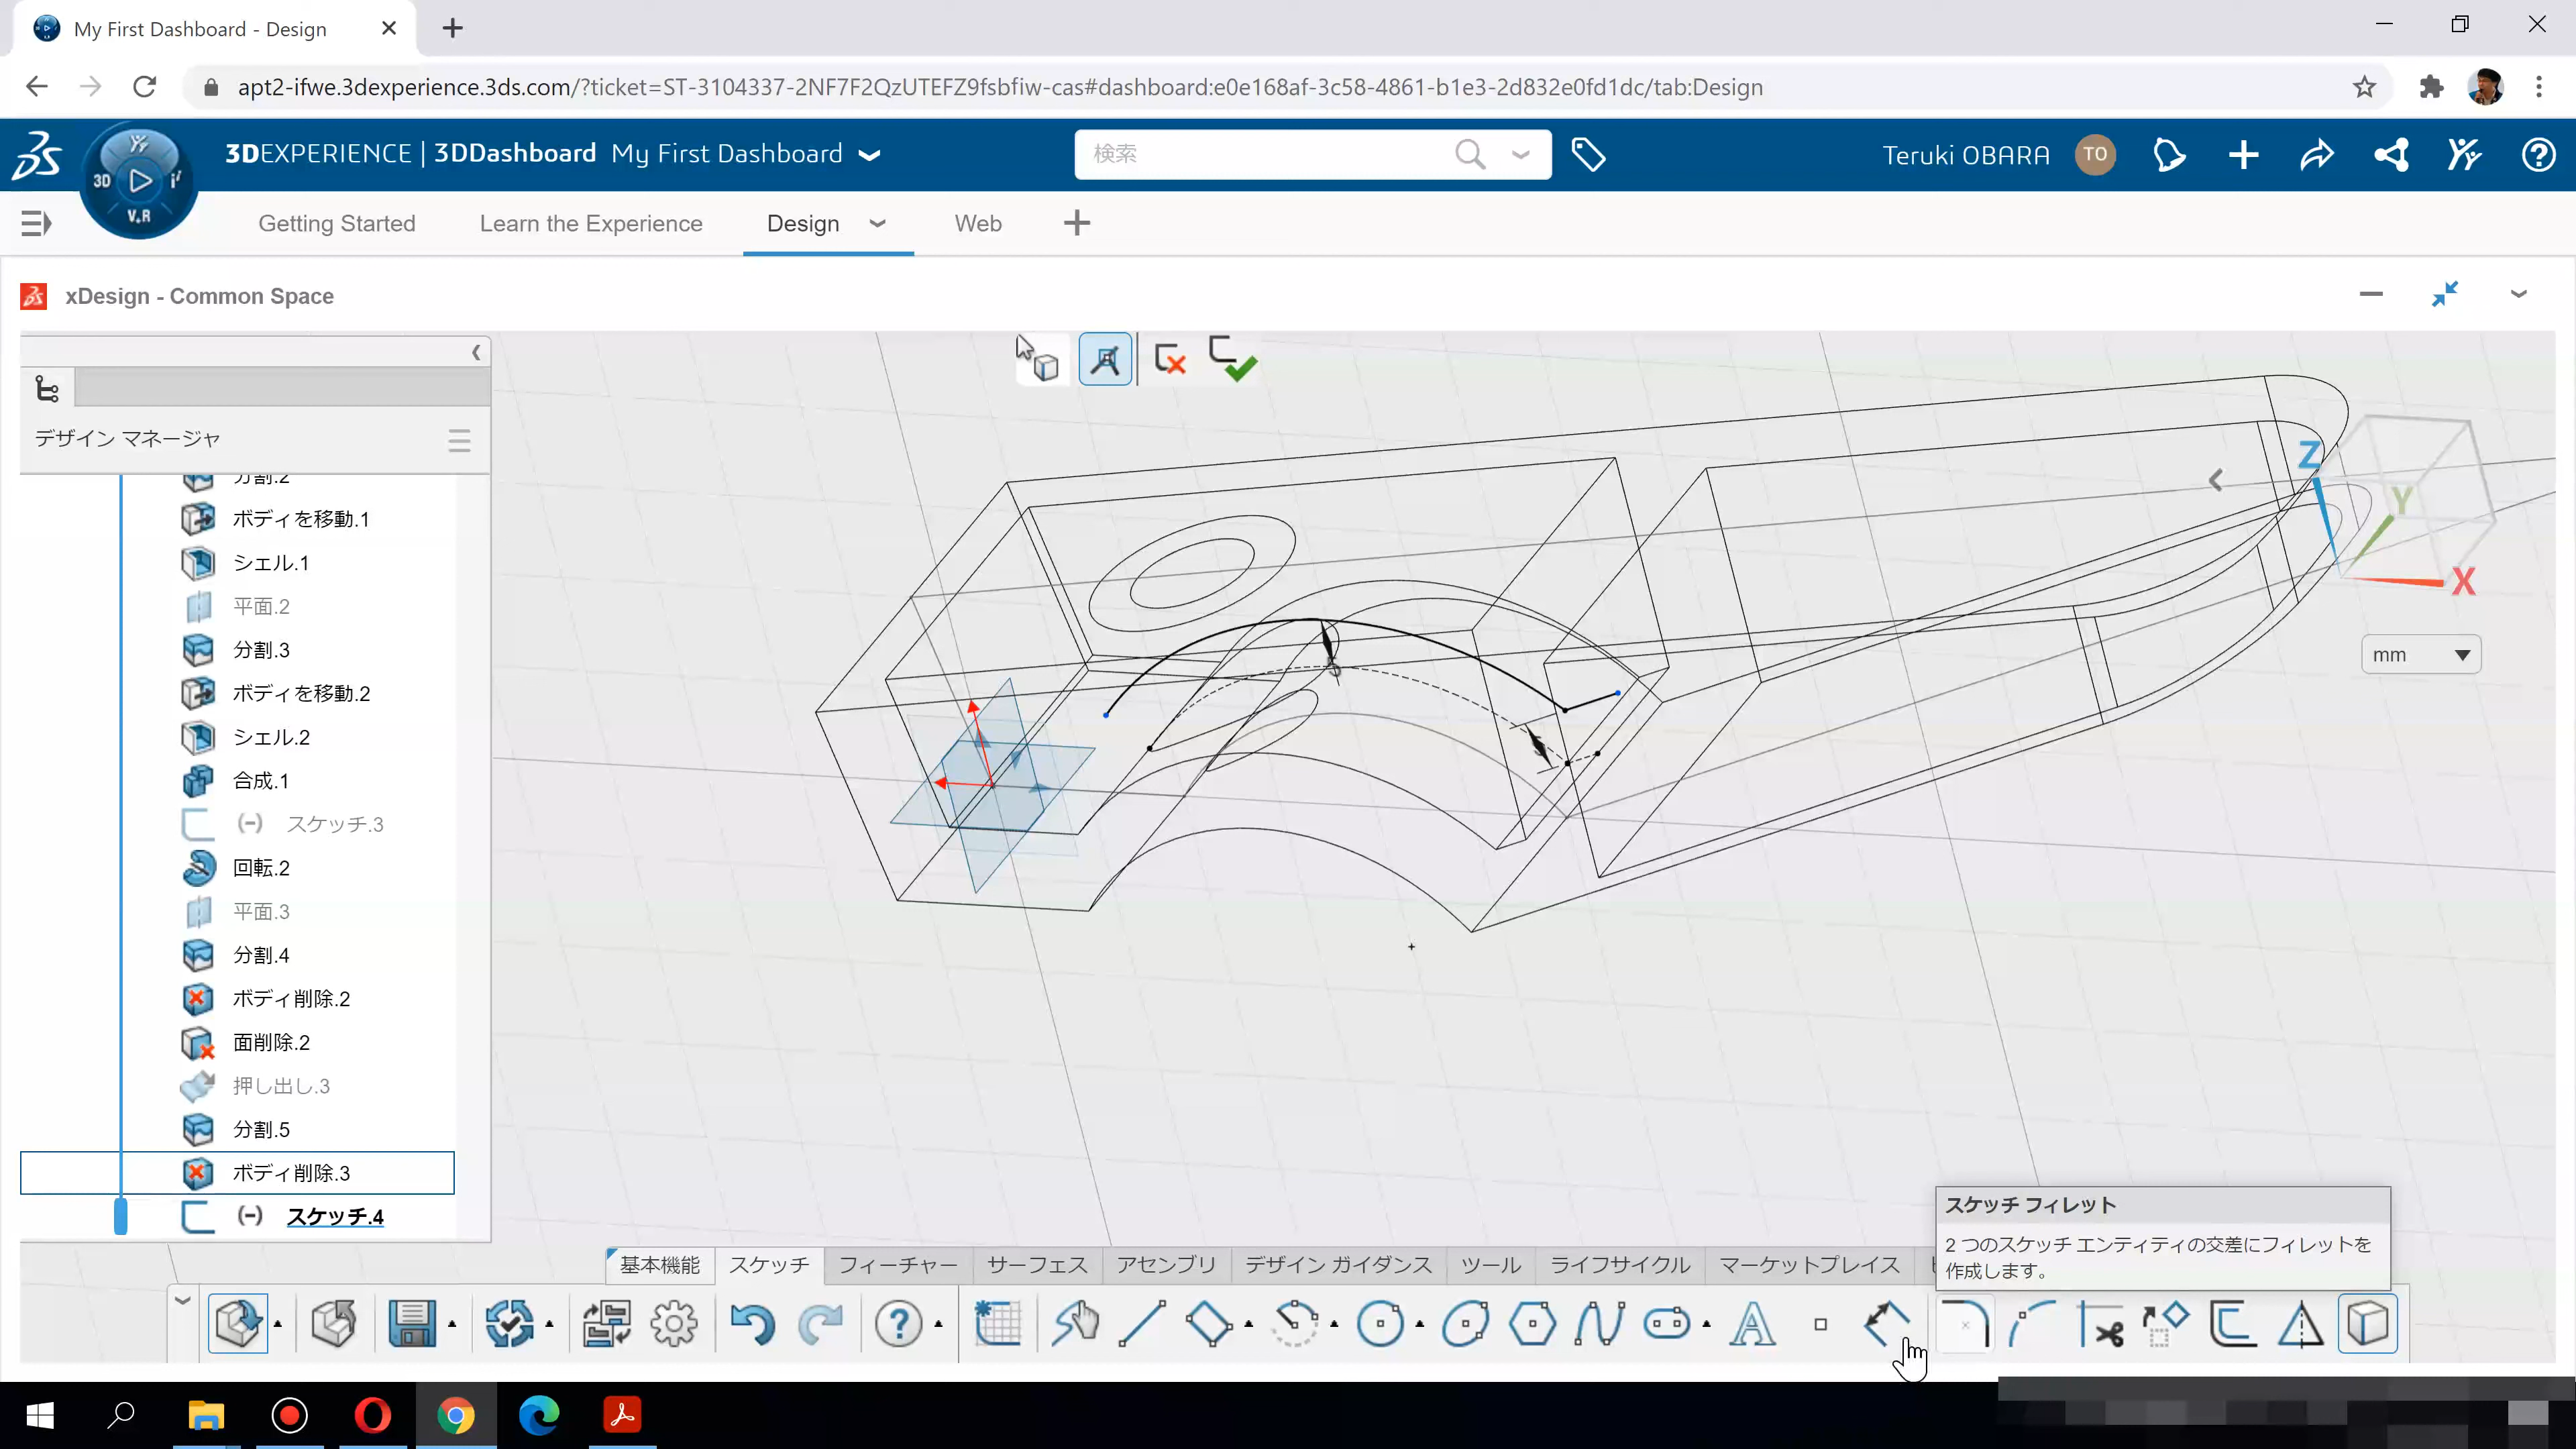 My First Dashboard - Design
apt2-ifwe.3dexperience.3ds.com/?ticket=ST-3104337-2NF7F2QzUTEFZ9fsbfiw-cas#dashboard:e0e168af-3c58-4861-b1e3-2d832e0fd1dc/tab:Design
3DEXPERIENCE | 3DDashboard My First Dashboard
検索
Teruki OBARA
TO
3D
V.R
Getting Started
Learn the Experience
Design
Web
xDesign - Common Space
デザイン マネージャ
分割.2
ボディを移動.1
シェル.1
平面.2
分割.3
ボディを移動.2
シェル.2
合成.1
(-) スケッチ.3
回転.2
平面.3
分割.4
ボディ削除.2
面削除.2
押し出し.3
分割.5
ボディ削除.3
(-) スケッチ.4
Z
Y
X
mm
スケッチ フィレット
2 つのスケッチ エンティティの交差にフィレットを
作成します。
基本機能
スケッチ
フィーチャー
サーフェス
アセンブリ
デザイン ガイダンス
ツール
ライフサイクル
マーケットプレイス